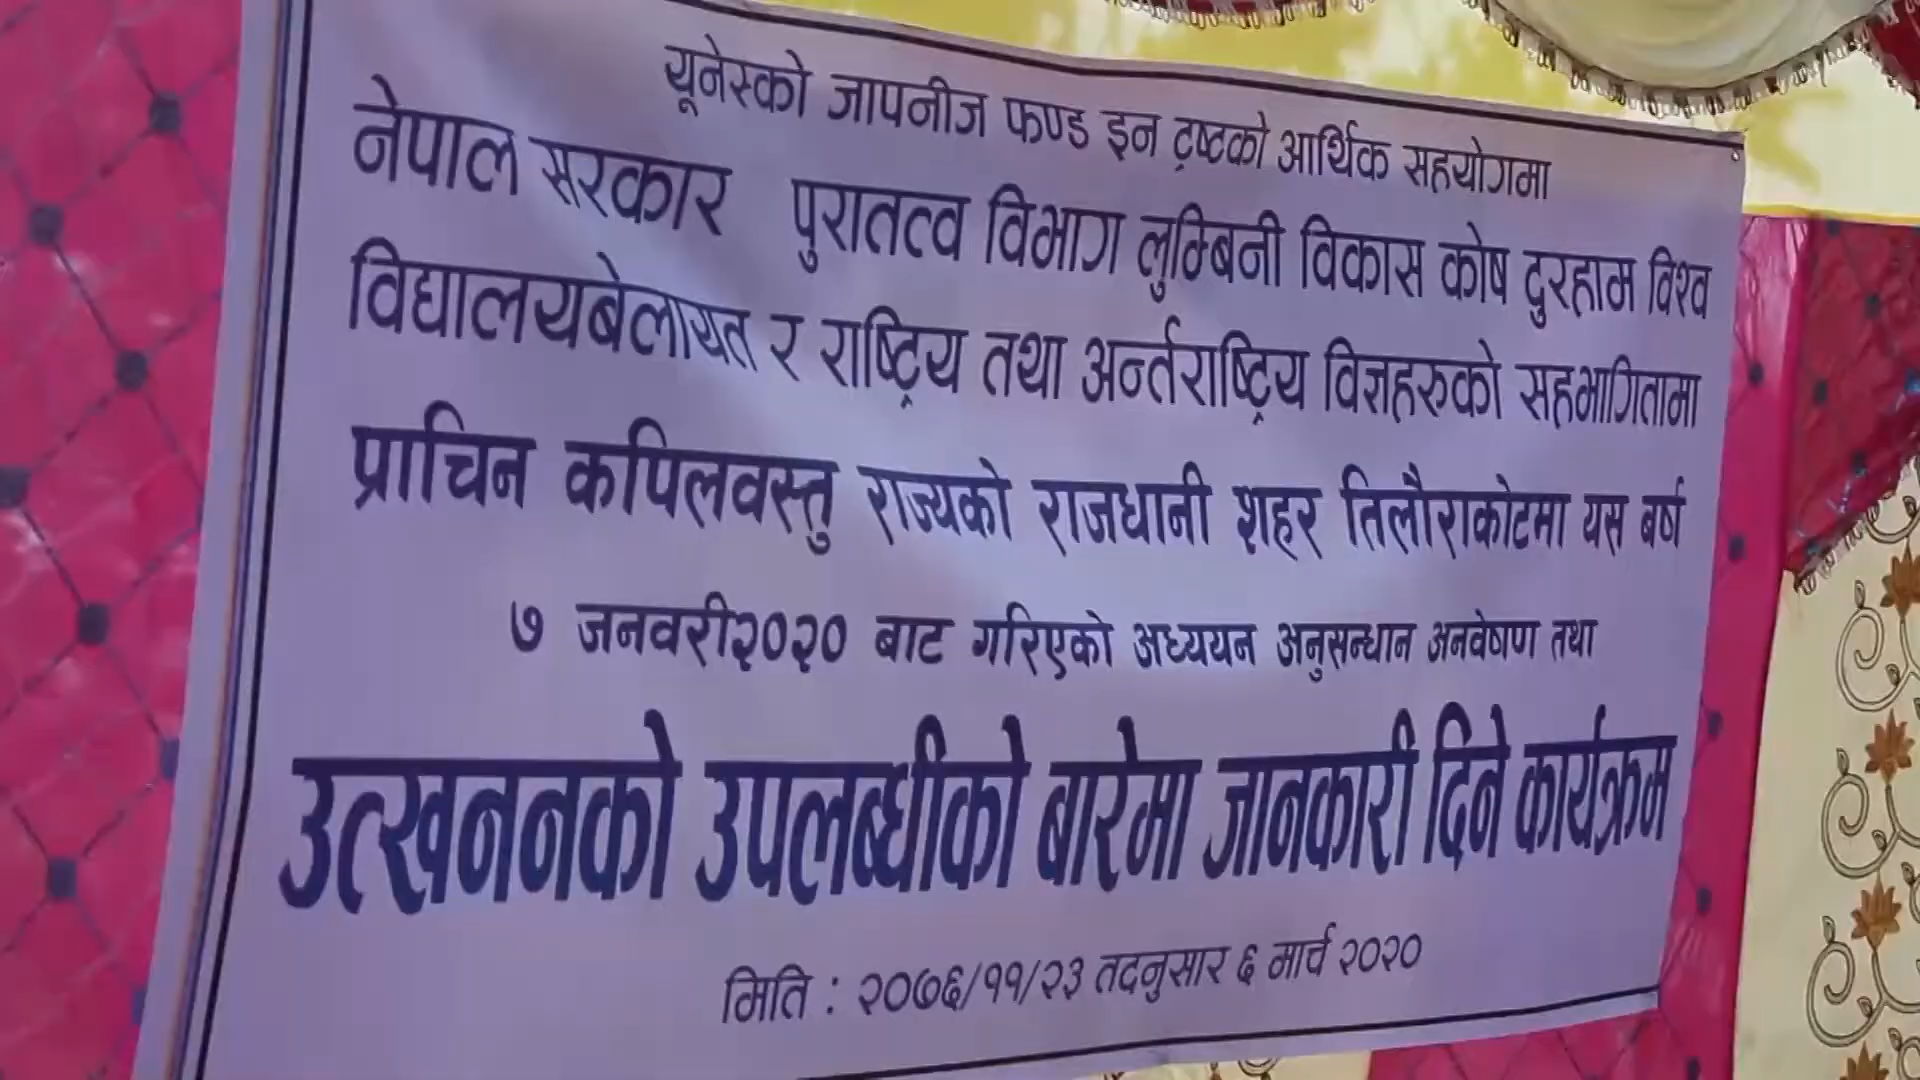 यूनेस्को जापनीज फण्ड इन ट्रष्टको आर्थिक सहयोगमा
नेपाल सरकार पुरातत्व विभाग लुम्बिनी विकास कोष दुरहाम विश्व
विद्यालयबेलायत र राष्ट्रिय तथा अर्न्तराष्ट्रिय विज्ञहरुको सहभागितामा
प्राचिन कपिलवस्तु राज्यको राजधानी शहर तिलौराकोटमा यस बर्ष
७ जनवरी२०२० बाट गरिएको अध्ययन अनुसन्धान अनवेषण तथा
उत्खननको उपलब्धीको बारेमा जानकारी दिने कार्यक्रम
मिति : २०७६/११/२३ तदनुसार ६ मार्च २०२०